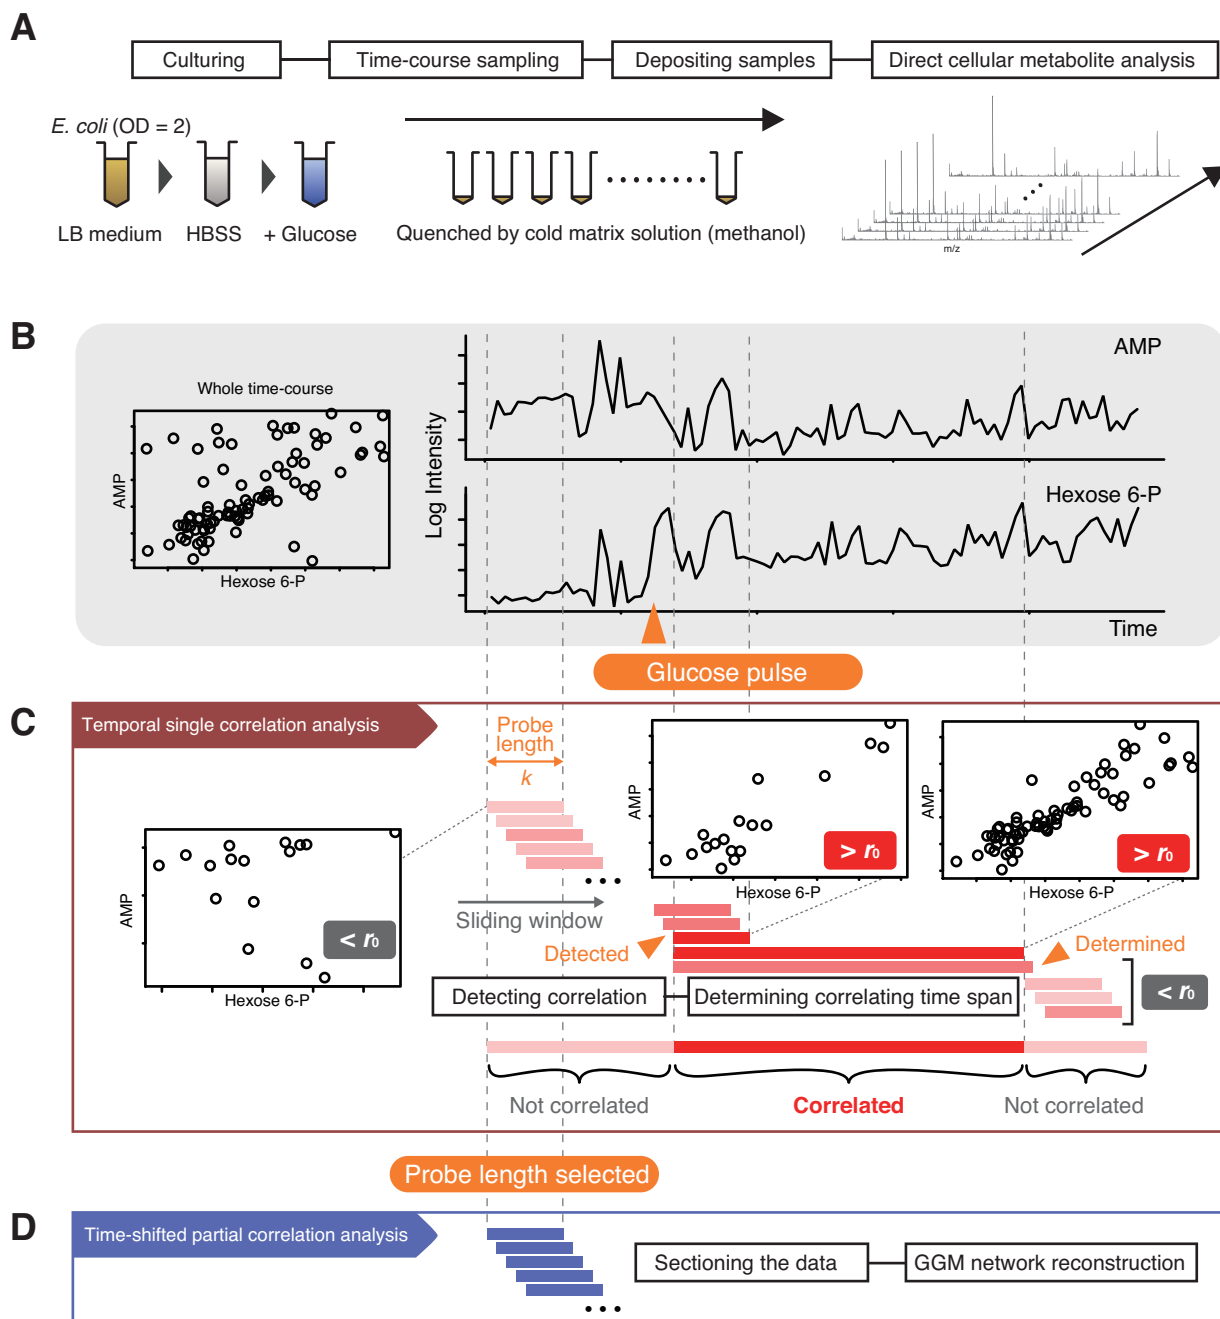 A
Culturing
Time-course sampling
Depositing samples
Direct cellular metabolite analysis
E. coli (OD = 2)
LB medium
HBSS
+ Glucose
Quenched by cold matrix solution (methanol)
m/z
B
Whole time-course
AMP
Hexose 6-P
Log Intensity
AMP
Hexose 6-P
Time
Glucose pulse
C
Temporal single correlation analysis
Probe
length
k
AMP
Hexose 6-P
< r0
Sliding window
Detected
AMP
Hexose 6-P
> r0
AMP
Hexose 6-P
> r0
Determined
Detecting correlation
Determining correlating time span
< r0
Not correlated
Correlated
Not correlated
Probe length selected
D
Time-shifted partial correlation analysis
Sectioning the data
GGM network reconstruction